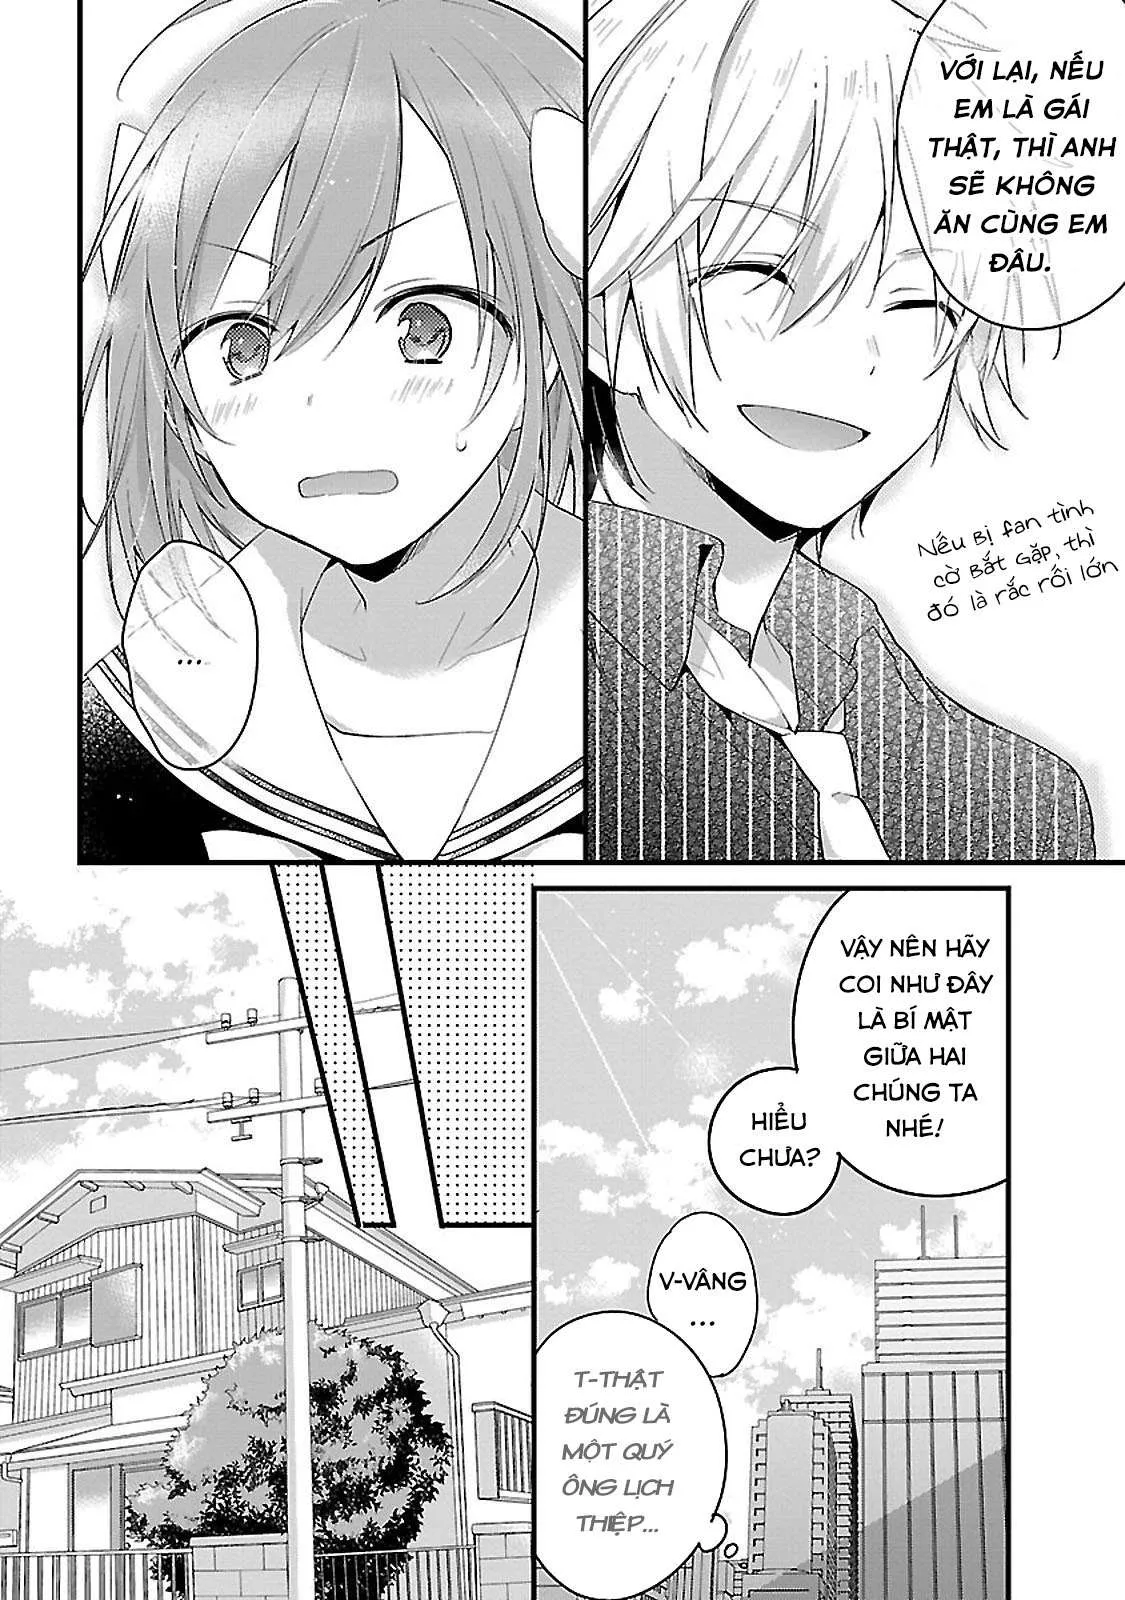 VỚI LẠI, NẾU
EM LÀ GÁI
THẬT, THÌ ANH
SẼ KHÔNG
ĂN CÙNG EM
ĐÂU.
Nếu Bị fan tình
cờ Bắt Gặp, thì
đó là rắc rối lớn
...
VẬY NÊN HÃY
COI NHƯ ĐÂY
LÀ BÍ MẬT
GIỮA HAI
CHÚNG TA
NHÉ!
HIỂU
CHƯA?
V-VÂNG
...
T-THẬT
ĐÚNG LÀ
MỘT QUÝ
ÔNG LỊCH
THIỆP...